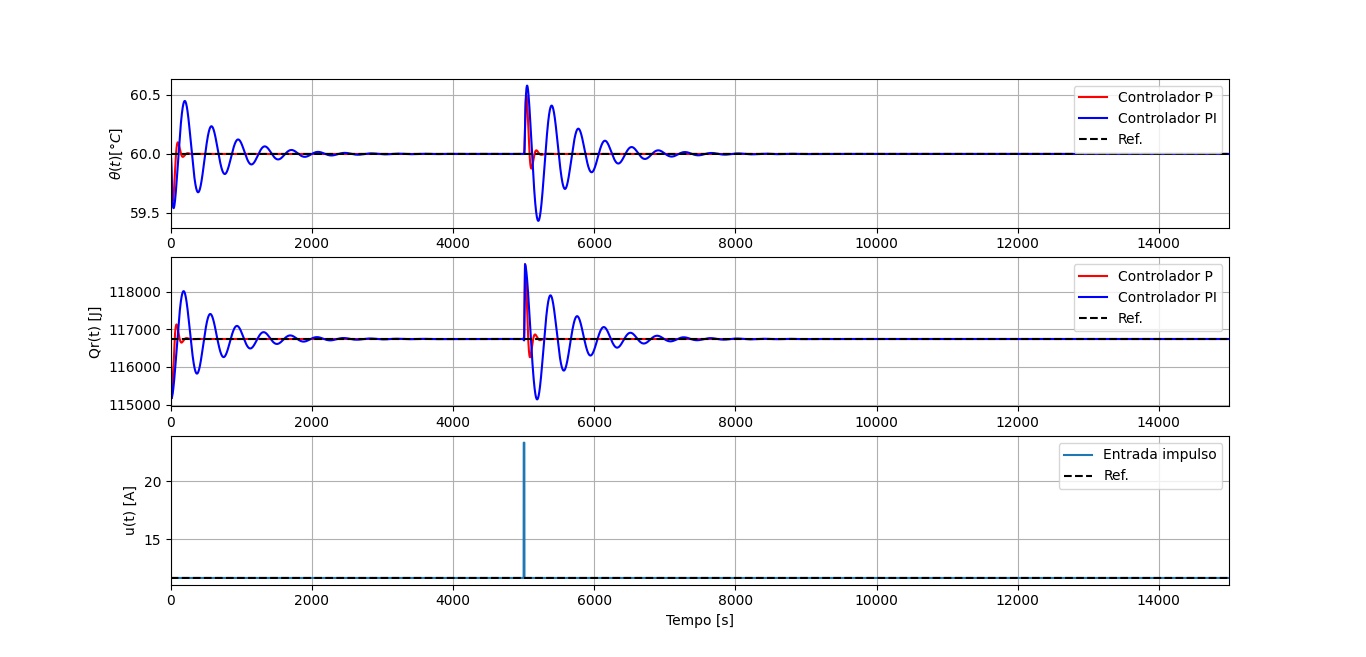 θ(t)[°C]
60.5
60.0
59.5
Controlador P
Controlador PI
Ref.
0 2000 4000 6000 8000 10000 12000 14000
Qr(t) [J]
118000
117000
116000
115000
Controlador P
Controlador PI
Ref.
0 2000 4000 6000 8000 10000 12000 14000
u(t) [A]
20
15
Entrada impulso
Ref.
0 2000 4000 6000 8000 10000 12000 14000
Tempo [s]